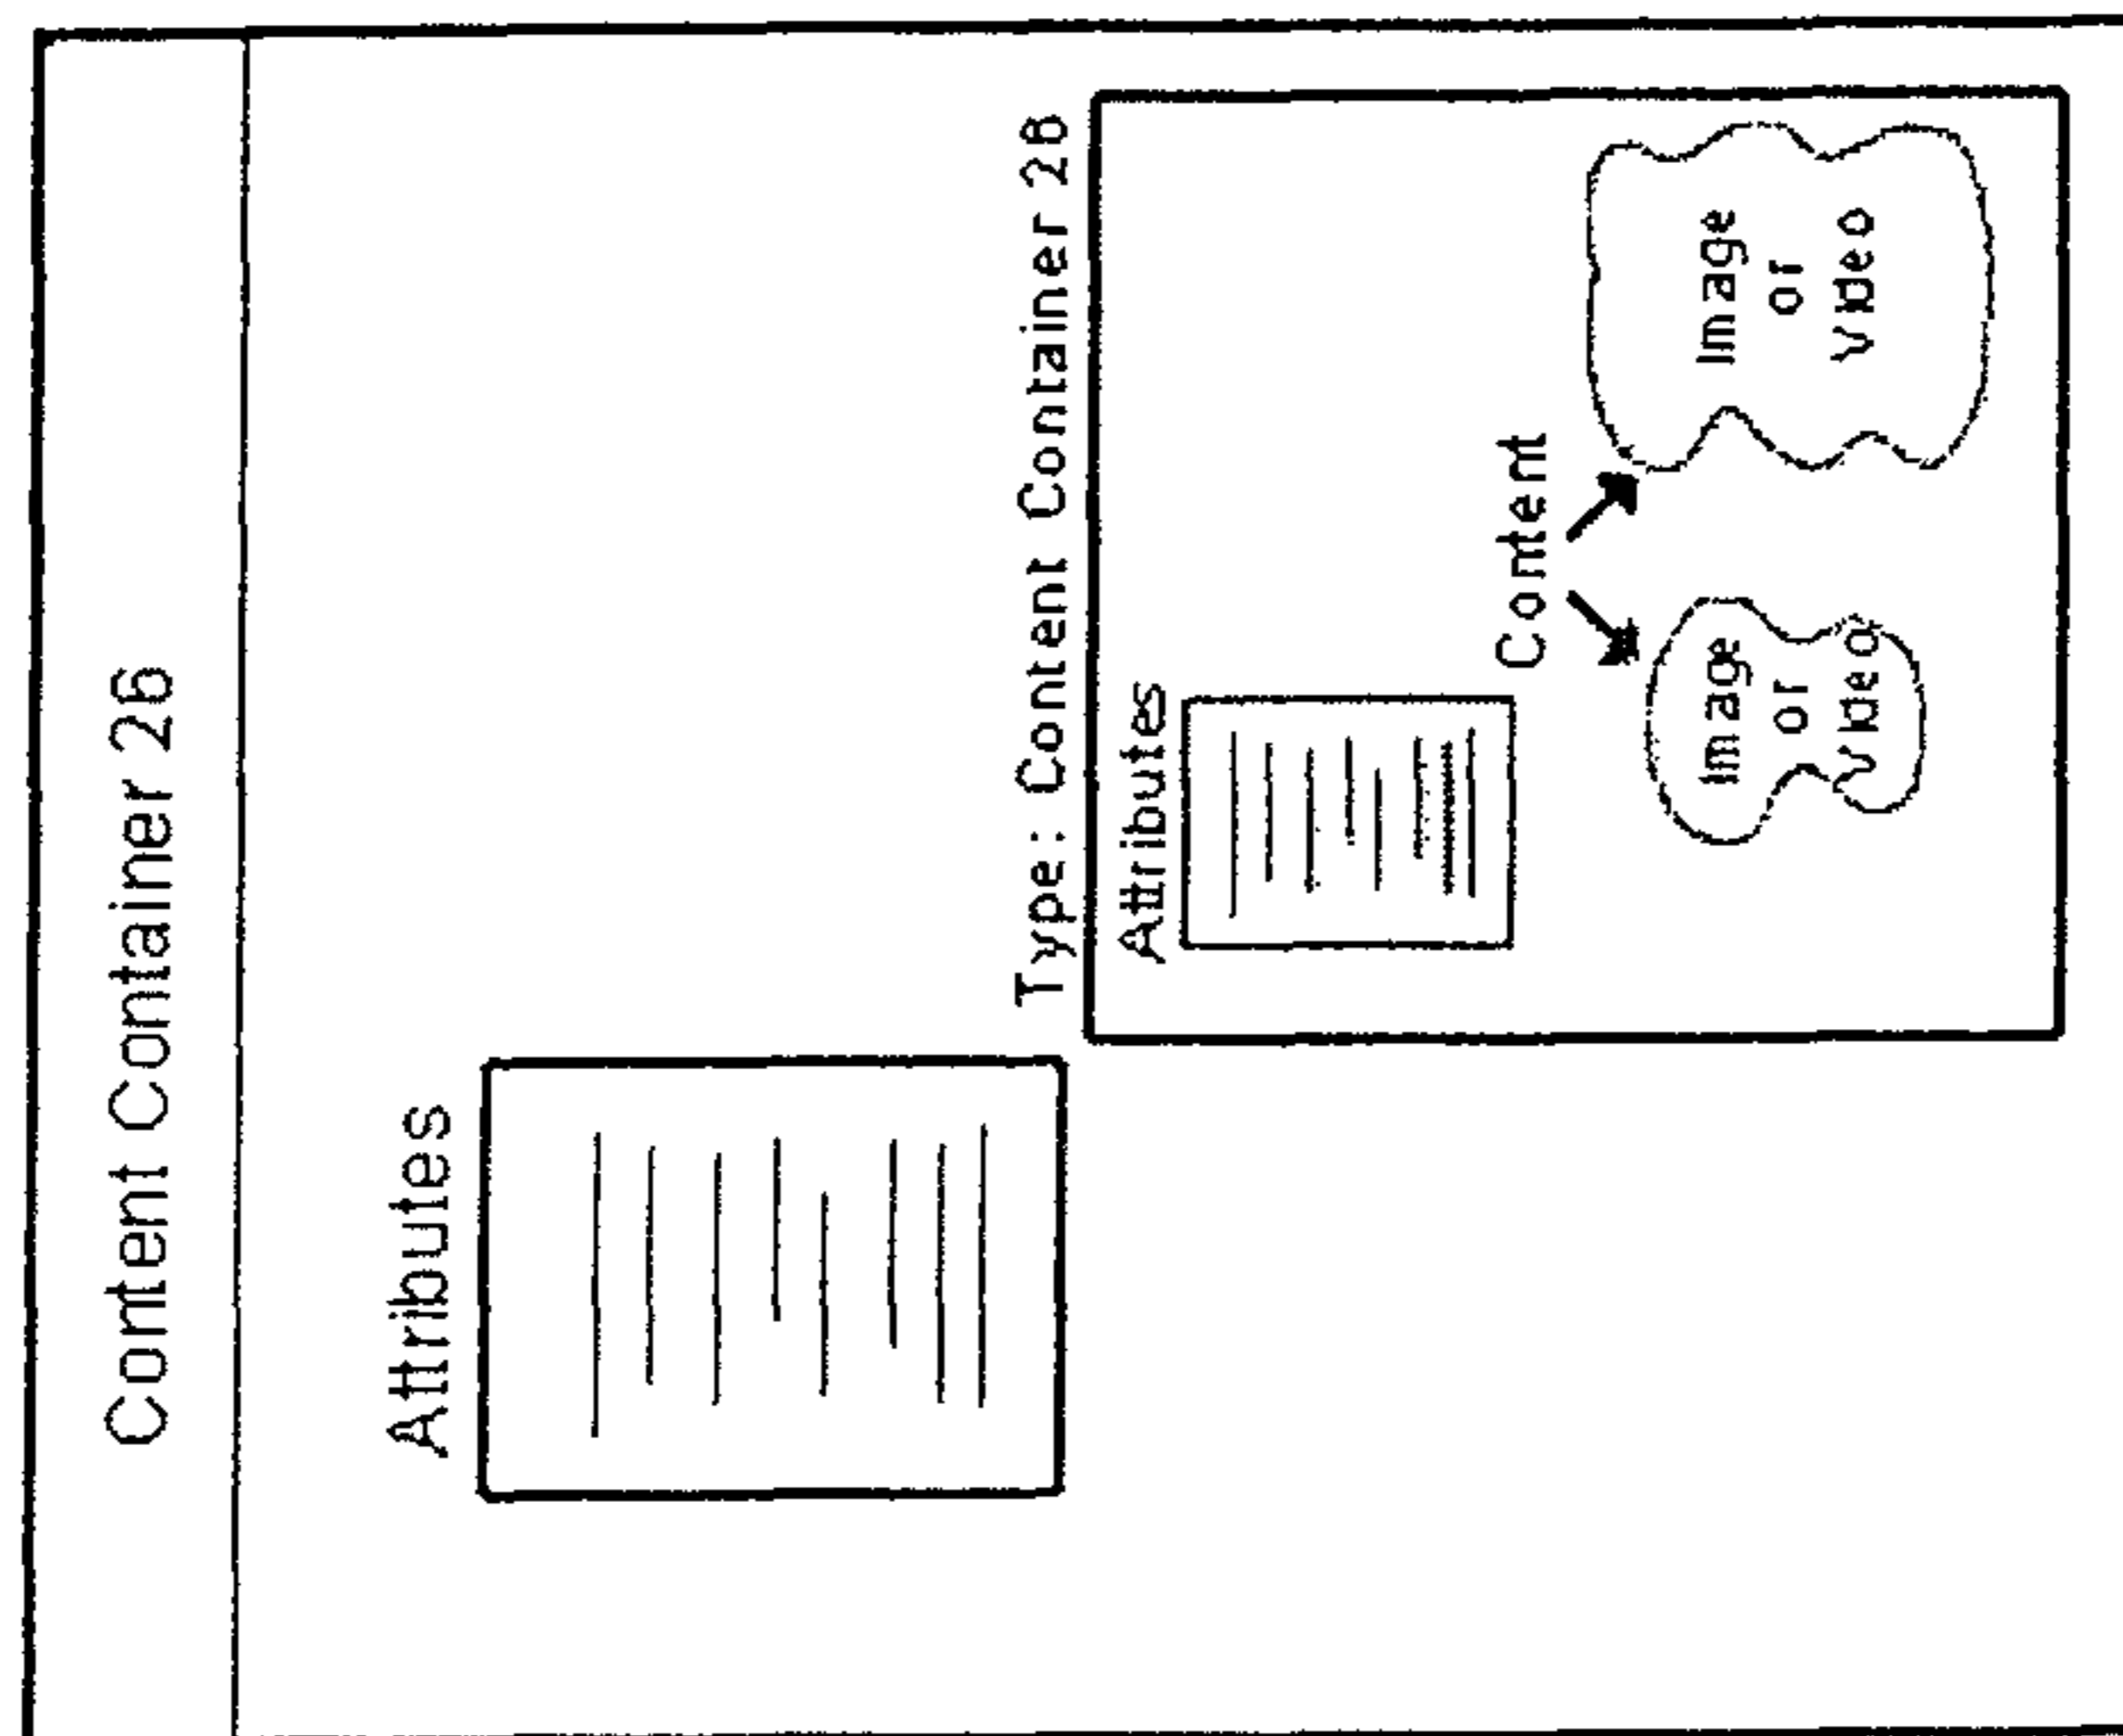 Content Container 26
Attributes
Type: Content Container 28
Attributes
Content
Image
or
Video
Image
or
Video